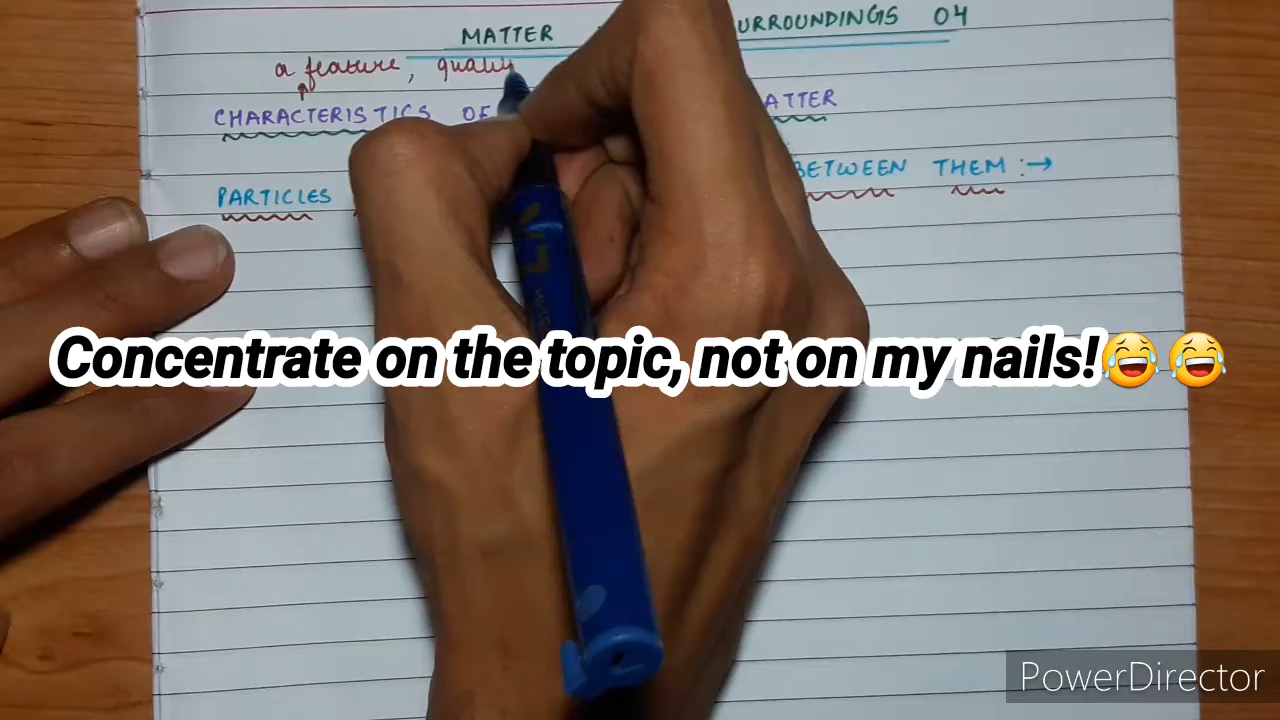 MATTER URROUNDINGS 04
a feature, quality
CHARACTERISTICS OF ATTER
BETWEEN THEM :→
PARTICLES
Concentrate on the topic, not on my nails!😂😂
PowerDirector